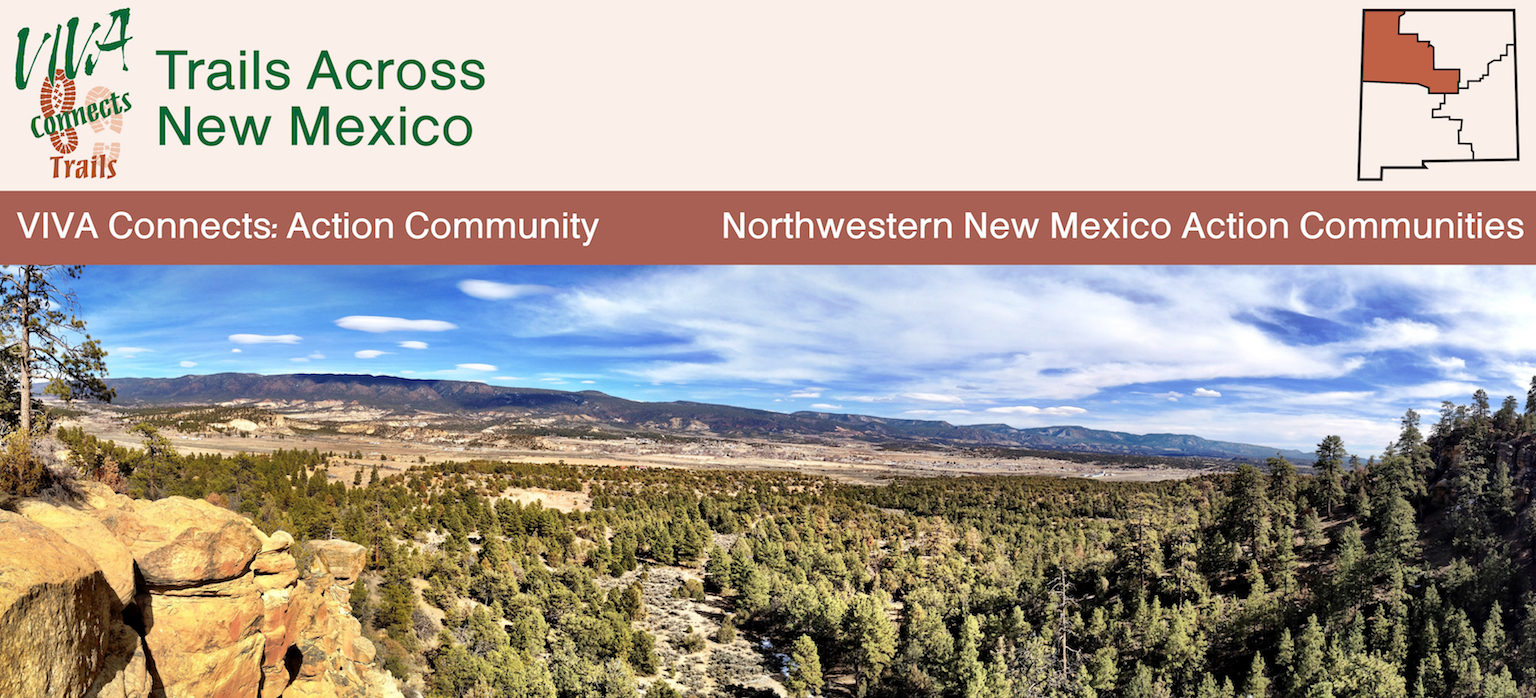 VIVA
connects
Trails
Trails Across
New Mexico
VIVA Connects: Action Community
Northwestern New Mexico Action Communities